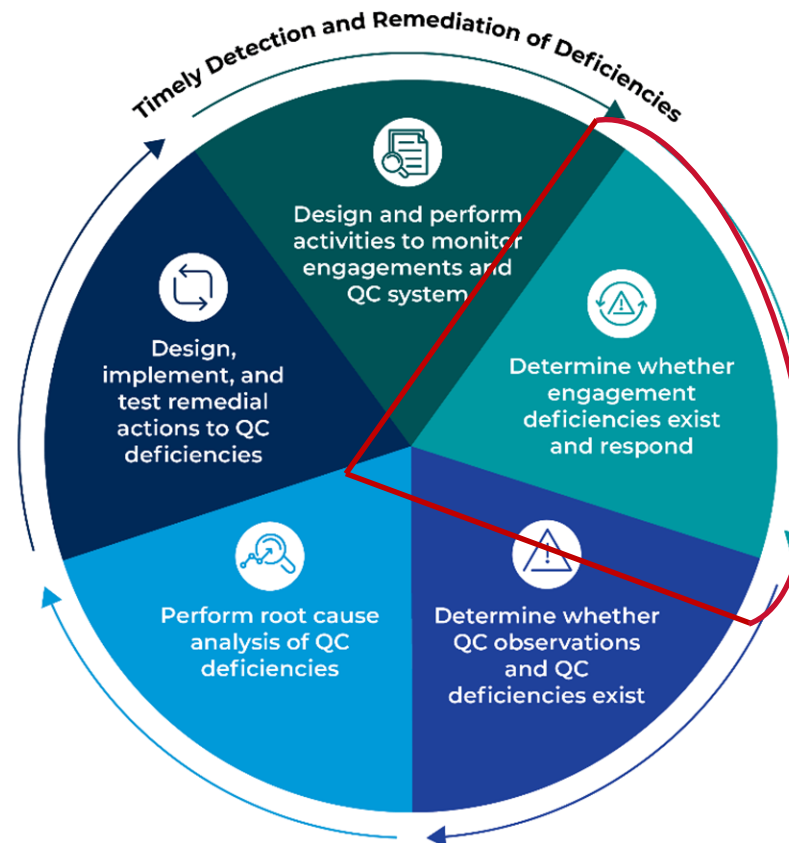 Timely Detection and Remediation of Deficiencies
Design and perform
activities to monitor
engagements and
QC system
Determine whether
engagement
deficiencies exist
and respond
Determine whether
QC observations
and QC
deficiencies exist
Perform root cause
analysis of QC
deficiencies
Design,
implement, and
test remedial
actions to QC
deficiencies